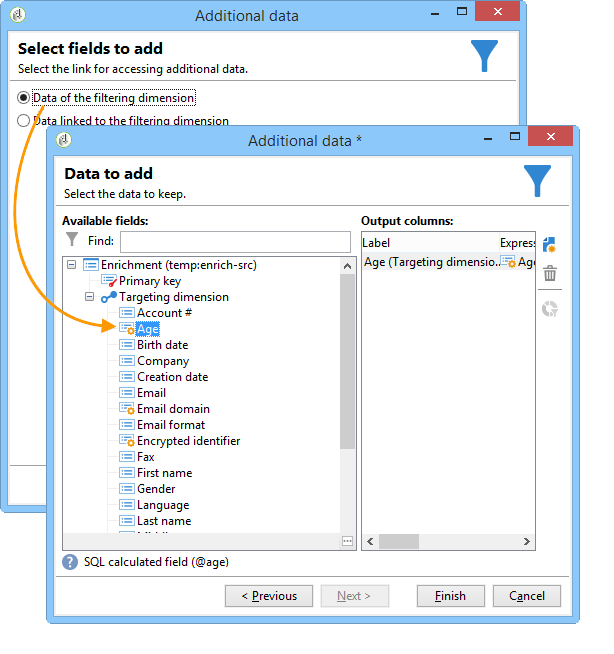 Additional data
Select fields to add
Select the link for accessing additional data.
Data of the filtering dimension
Data linked to the filtering dimension
Additional data *
Data to add
Select the data to keep.
Available fields:
Find:
Enrichment (temp:enrich-src)
Primary key
Targeting dimension
Account #
Age
Birth date
Company
Creation date
Email
Email domain
Email format
Encrypted identifier
Fax
First name
Gender
Language
Last name
Output columns:
Label Express
Age (Targeting dimensio... Age
SQL calculated field (@age)
< Previous
Next >
Finish
Cancel